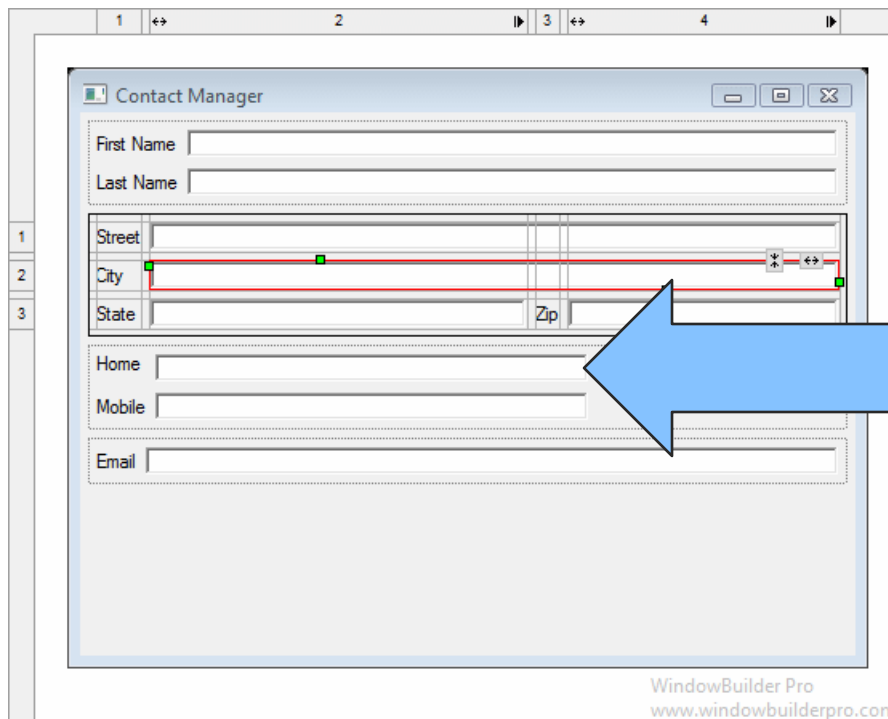 1 2 3 4
Contact Manager
First Name
Last Name
1 Street
2 City
3 State Zip
Home
Mobile
Email
WindowBuilder Pro
www.windowbuilderpro.com